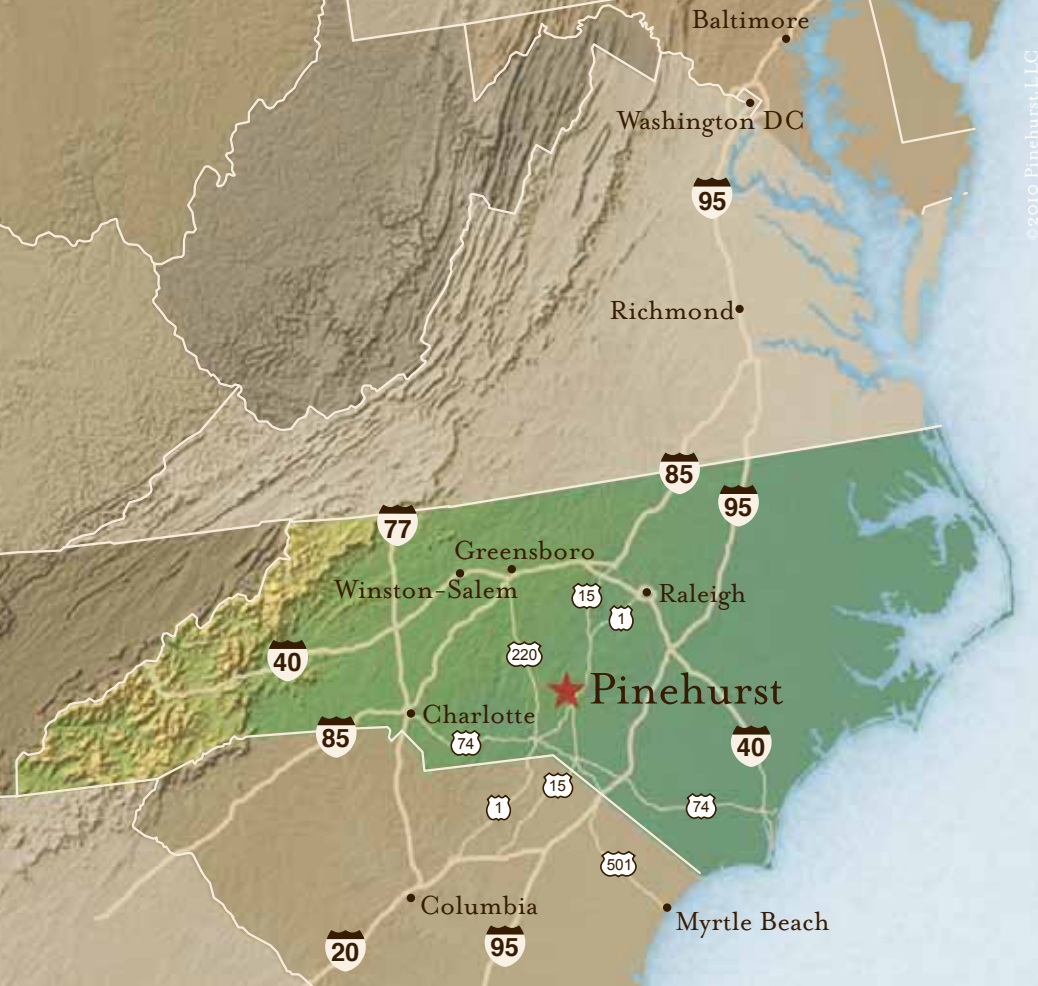 Baltimore
Washington DC
©2010 Pinehurst LLC
95
Richmond
85
95
77
Greensboro
Winston-Salem
15
Raleigh
1
40
220
Pinehurst
Charlotte
85
74
40
15
1
74
501
Columbia
Myrtle Beach
20
95